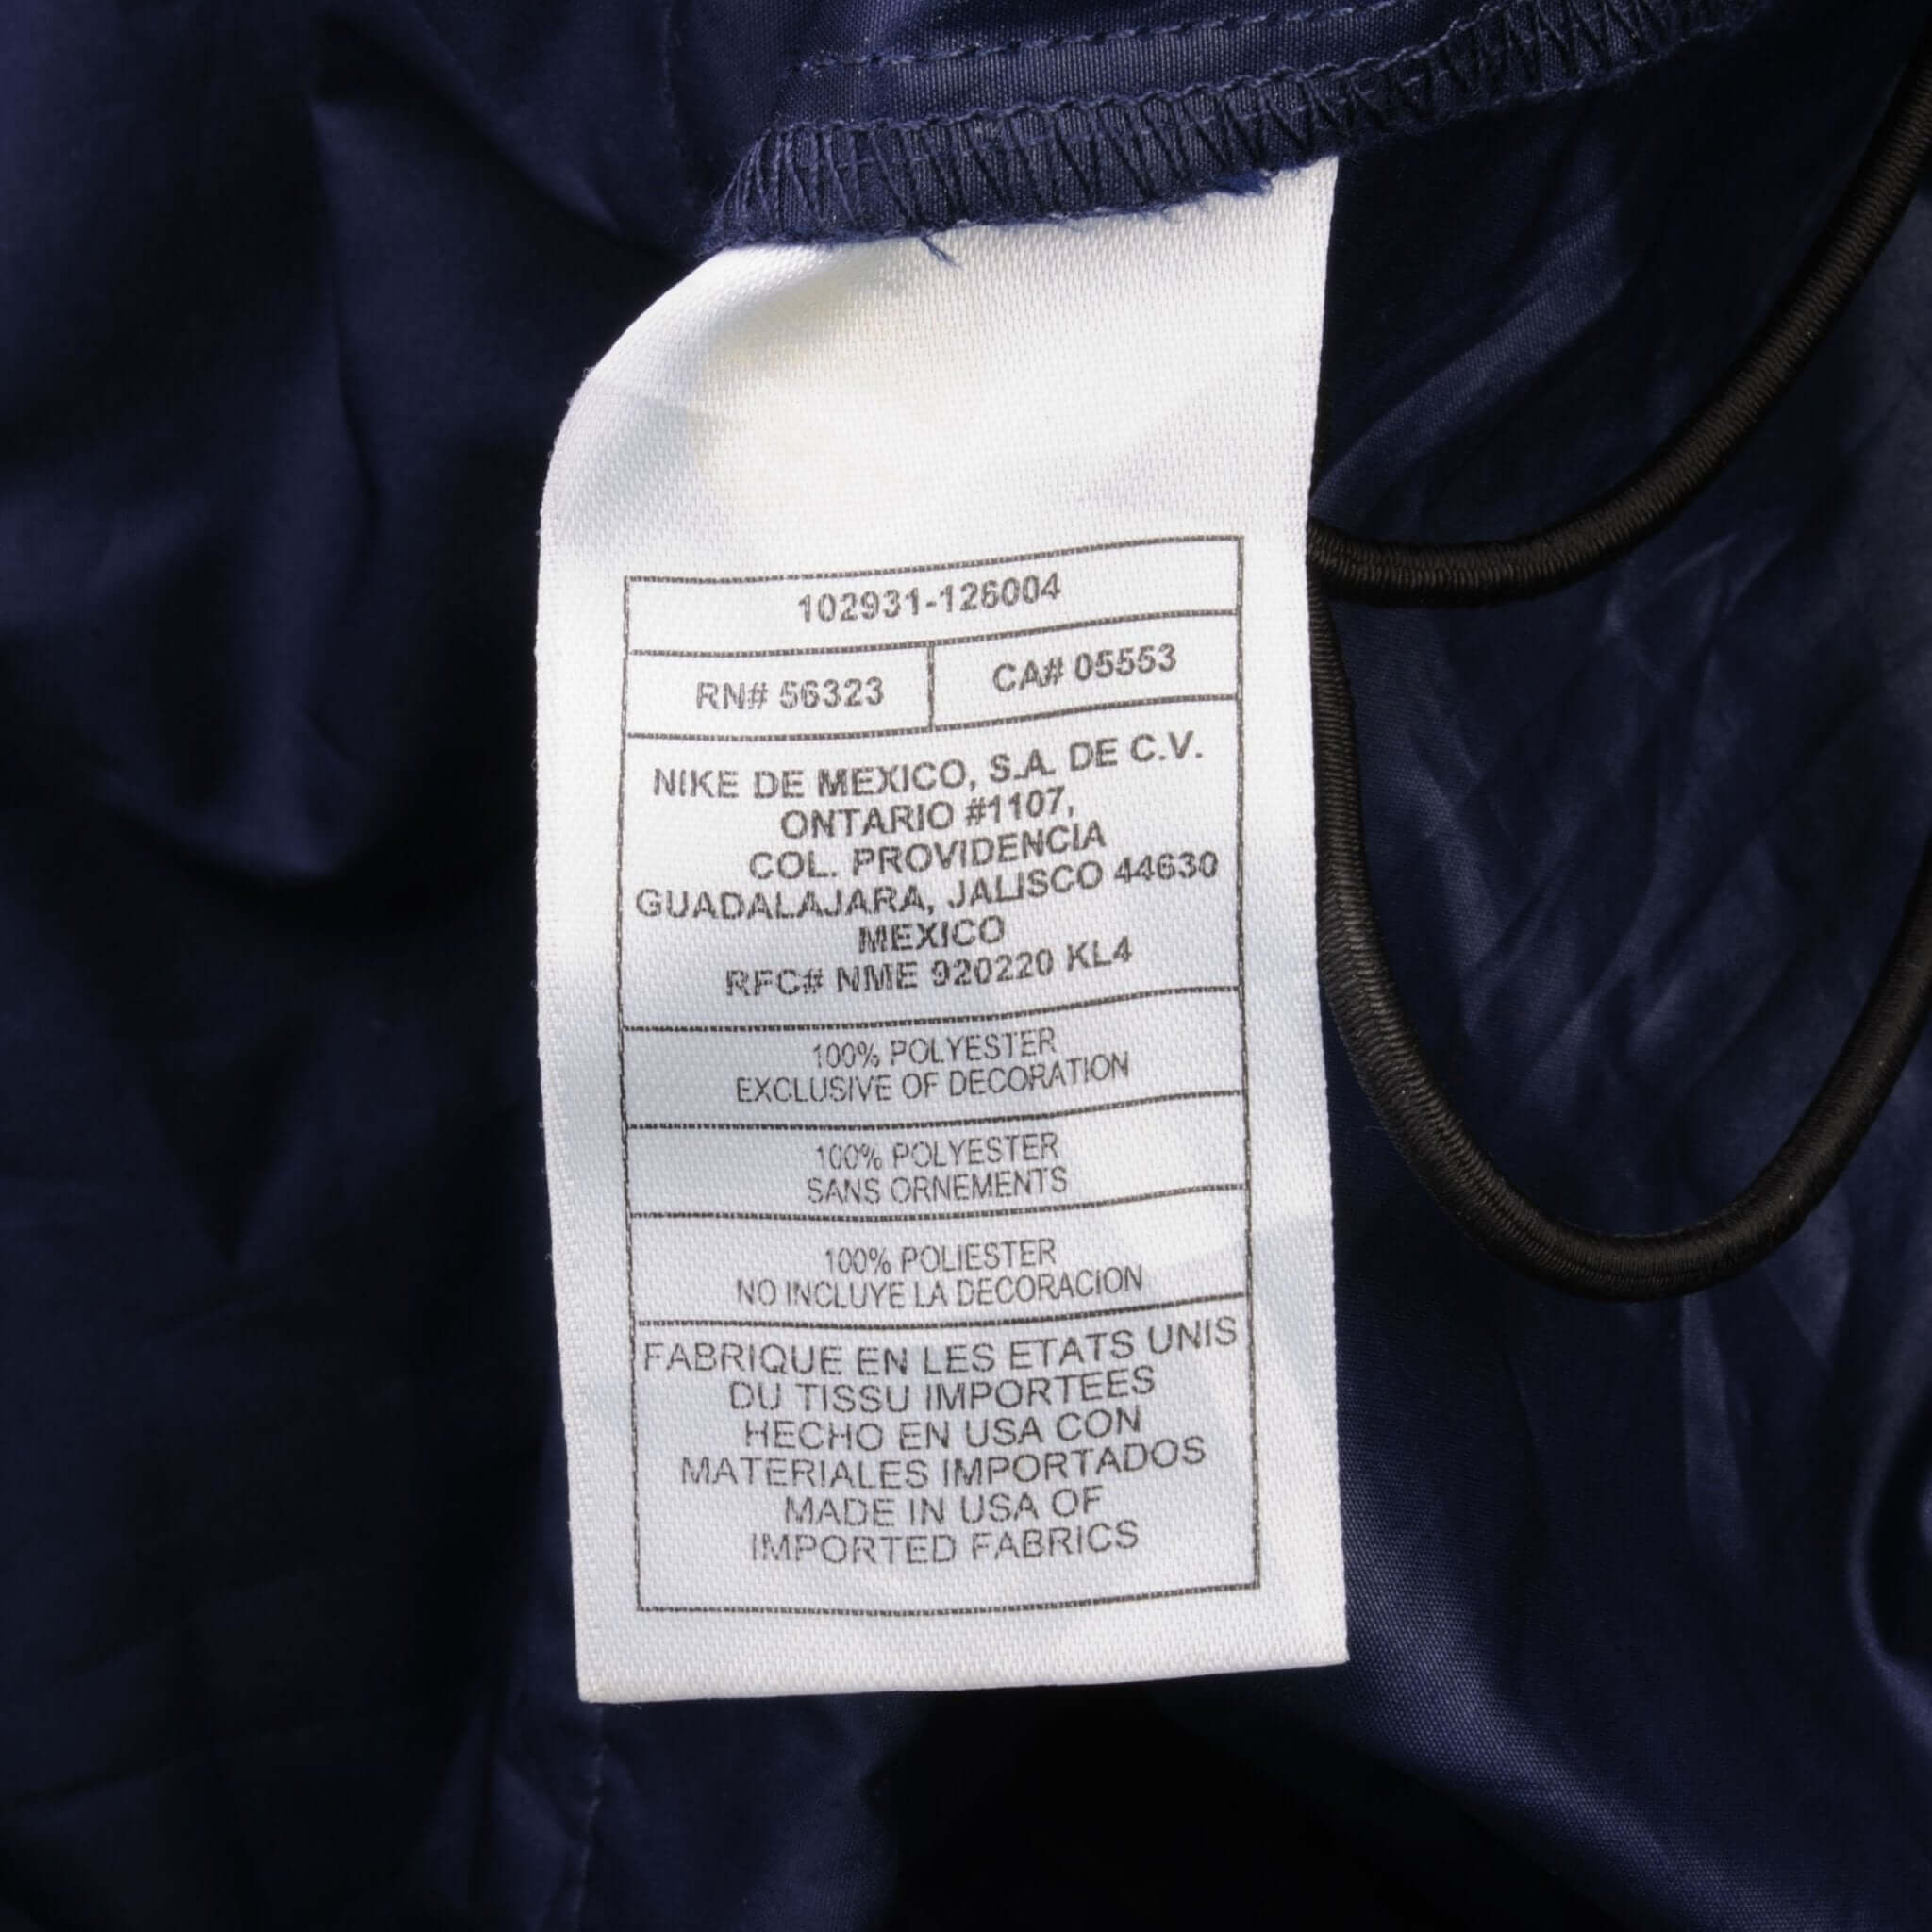 102931-126004
RN# 56323 CA# 05553
NIKE DE MEXICO, S.A. DE C.V.
ONTARIO #1107,
COL. PROVIDENCIA
GUADALAJARA, JALISCO 44630
MEXICO
RFC# NME 920220 KL4
100% POLYESTER
EXCLUSIVE OF DECORATION
100% POLYESTER
SANS ORNEMENTS
100% POLIESTER
NO INCLUYE LA DECORACION
FABRIQUE EN LES ETATS UNIS
DU TISSU IMPORTEES
HECHO EN USA CON
MATERIALES IMPORTADOS
MADE IN USA OF
IMPORTED FABRICS